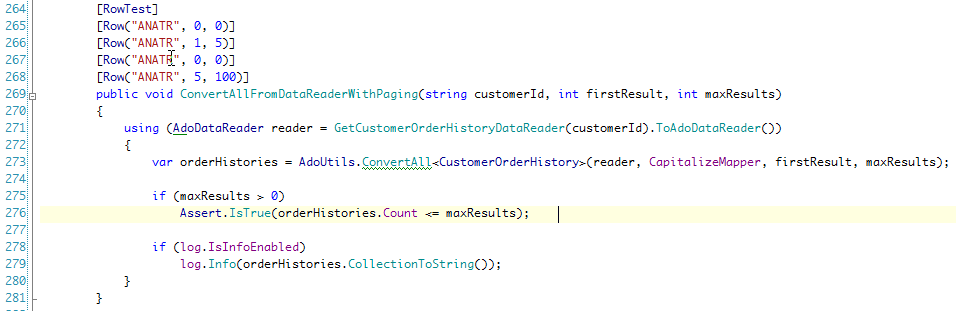 264 [RowTest]
265 [Row("ANATR", 0, 0)]
266 [Row("ANATR", 1, 5)]
267 [Row("ANATR", 0, 0)]
268 [Row("ANATR", 5, 100)]
269 public void ConvertAllFromDataReaderWithPaging(string customerId, int firstResult, int maxResults)
270 {
271 using (AdoDataReader reader = GetCustomerOrderHistoryDataReader(customerId).ToAdoDataReader())
272 {
273 var orderHistories = AdoUtils.ConvertAll<CustomerOrderHistory>(reader, CapitalizeMapper, firstResult, maxResults);
274
275 if (maxResults > 0)
276 Assert.IsTrue(orderHistories.Count <= maxResults);
277
278 if (log.IsInfoEnabled)
279 log.Info(orderHistories.CollectionToString());
280 }
281 }